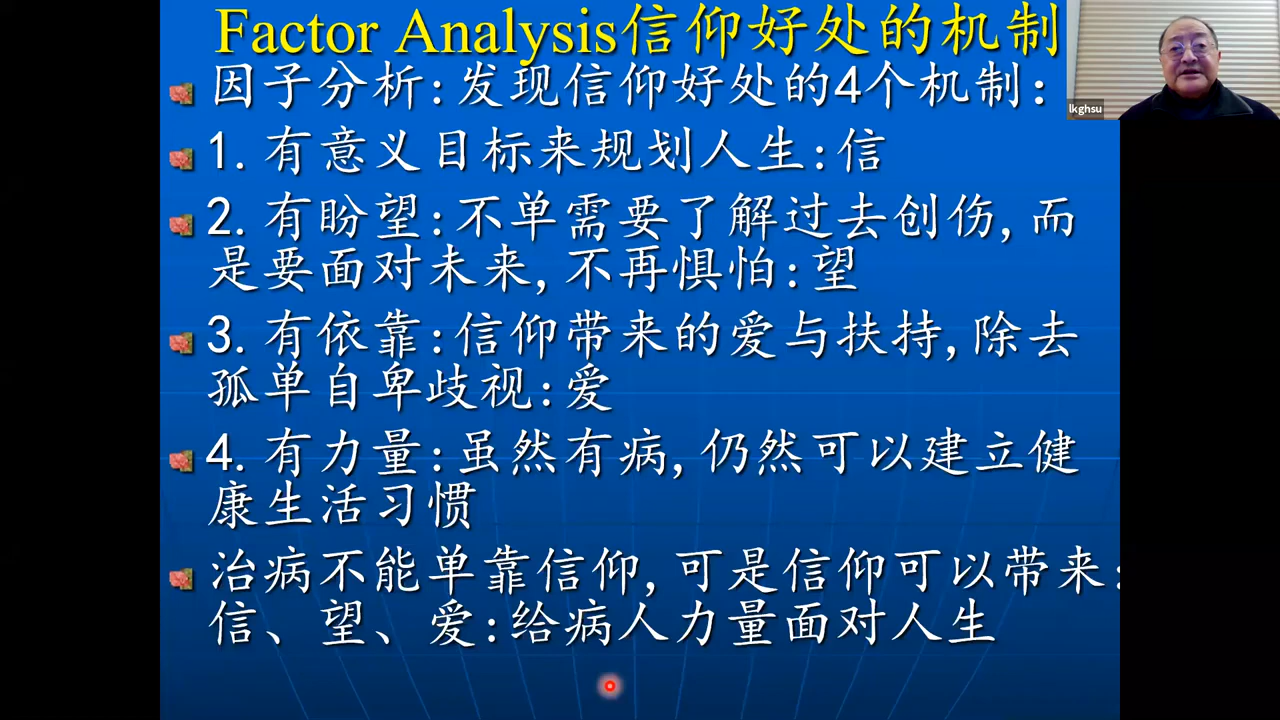 Factor Analysis信仰好处的机制
因子分析:发现信仰好处的4个机制:
lkghsu
1. 有意义目标来规划人生:信
2. 有盼望:不单需要了解过去创伤,而
是要面对未来,不再惧怕:望
3. 有依靠:信仰带来的爱与扶持,除去
孤单自卑歧视:爱
4. 有力量:虽然有病,仍然可以建立健
康生活习惯
治病不能单靠信仰,可是信仰可以带来:
信、望、爱:给病人力量面对人生